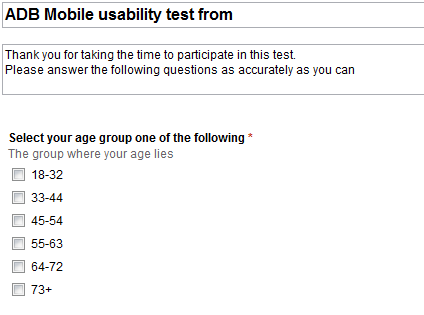 ADB Mobile usability test from
Thank you for taking the time to participate in this test.
Please answer the following questions as accurately as you can
Select your age group one of the following *
The group where your age lies
18-32
33-44
45-54
55-63
64-72
73+